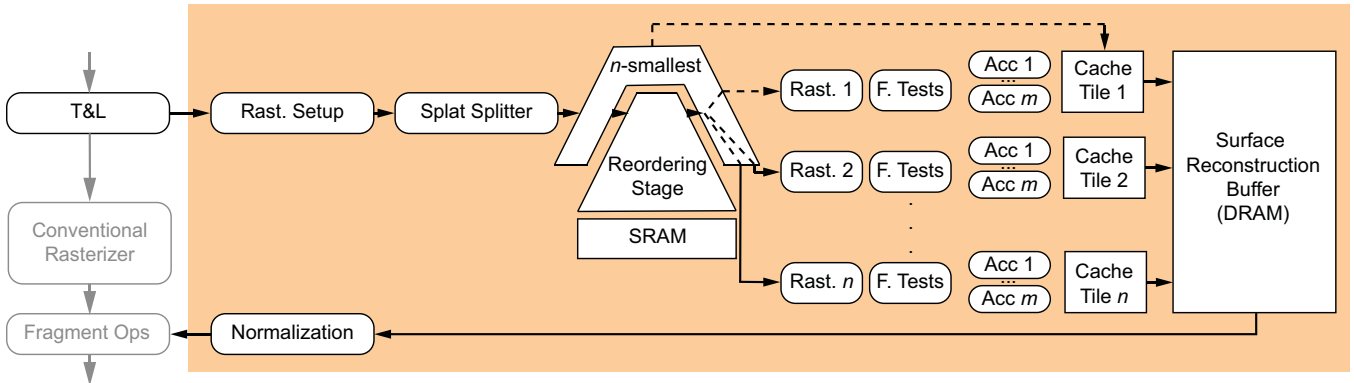 T&L
Conventional
Rasterizer
Fragment Ops
Rast. Setup
Splat Splitter
n-smallest
Reordering
Stage
SRAM
Rast. 1
F. Tests
Acc 1
...
Acc m
Cache
Tile 1
Rast. 2
F. Tests
Acc 1
...
Acc m
Cache
Tile 2
. . .
Rast. n
F. Tests
Acc 1
...
Acc m
Cache
Tile n
Surface
Reconstruction
Buffer
(DRAM)
Normalization